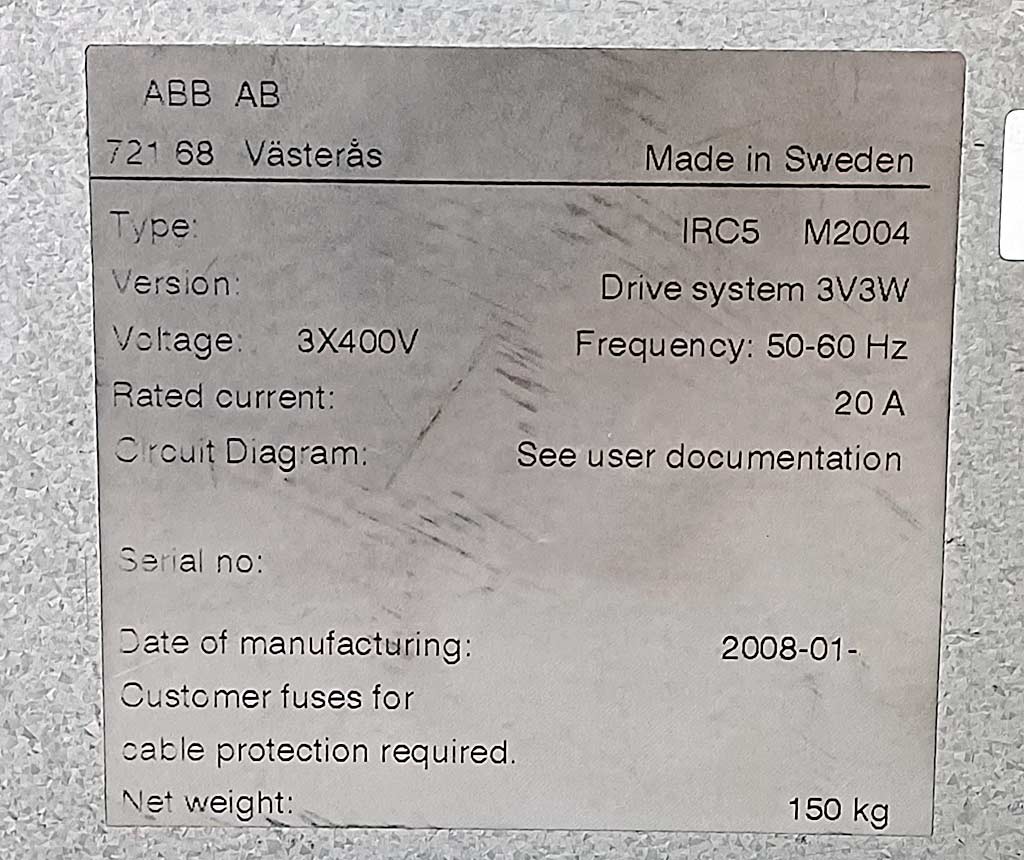 ABB AB
721 68 Västerås Made in Sweden
Type: IRC5 M2004
Version: Drive system 3V3W
Voltage: 3X400V Frequency: 50-60 Hz
Rated current: 20 A
Circuit Diagram: See user documentation
Serial no:
Date of manufacturing: 2008-01-
Customer fuses for
cable protection required.
Net weight: 150 kg